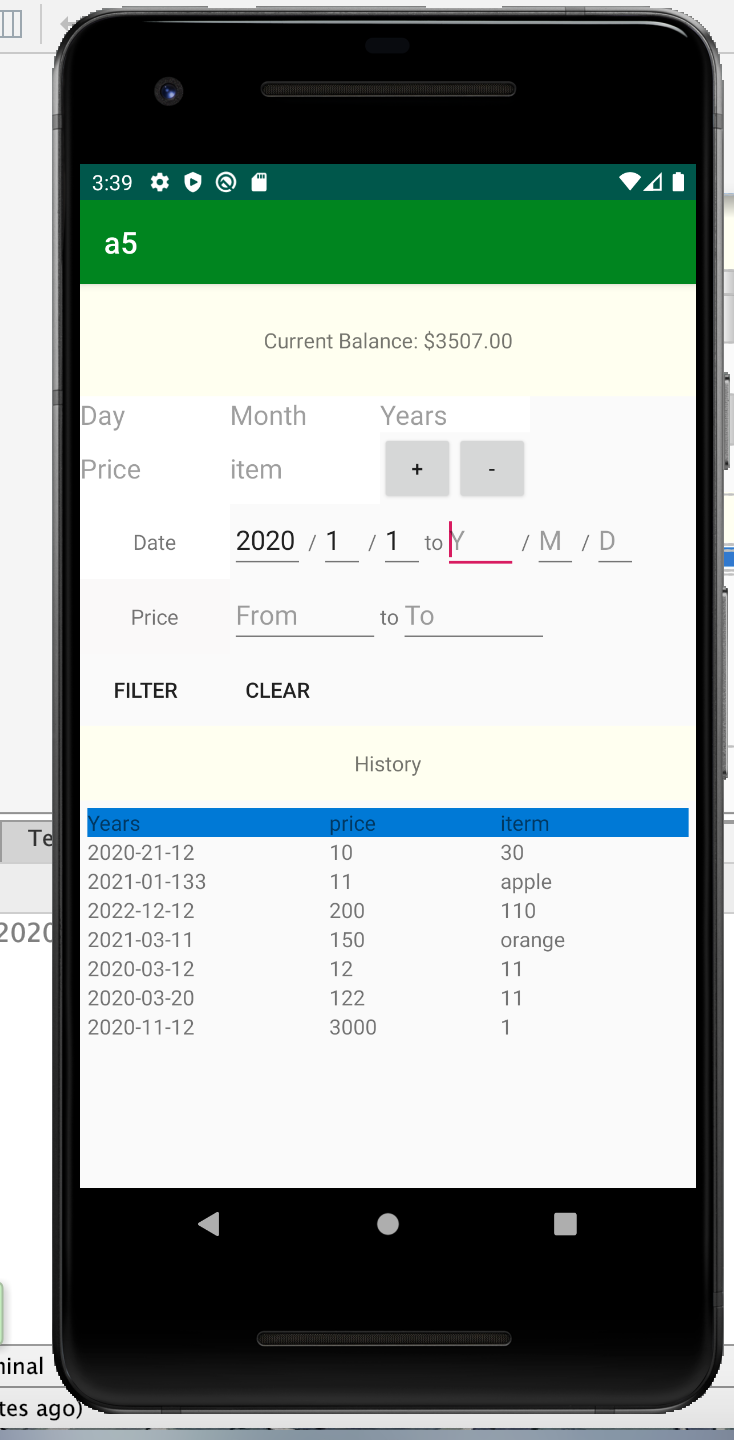 3:39
a5
Current Balance: $3507.00
Day Month Years
Price item + -
Date 2020 / 1 / 1 to Y / M / D
Price From to To
FILTER CLEAR
History
Years price iterm
2020-21-12 10 30
2021-01-133 11 apple
2022-12-12 200 110
2021-03-11 150 orange
2020-03-12 12 11
2020-03-20 122 11
2020-11-12 3000 1
Te
2020
minal
tes ago)